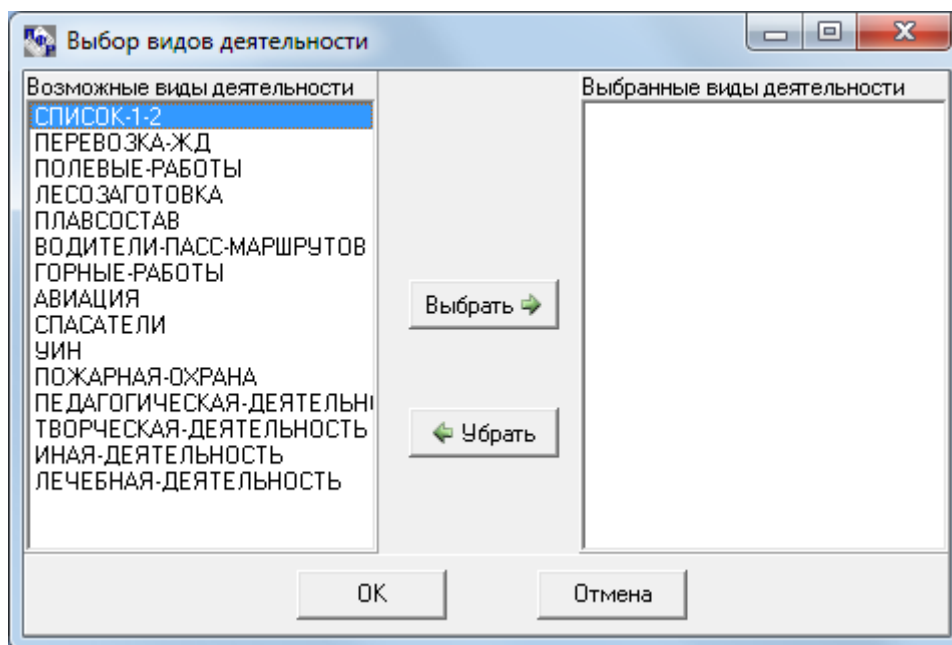 Выбор видов деятельности
Возможные виды деятельности
СПИСОК-1-2
ПЕРЕВОЗКА-ЖД
ПОЛЕВЫЕ-РАБОТЫ
ЛЕСОЗАГОТОВКА
ПЛАВСОСТАВ
ВОДИТЕЛИ-ПАСС-МАРШРУТОВ
ГОРНЫЕ-РАБОТЫ
АВИАЦИЯ
СПАСАТЕЛИ
УИН
ПОЖАРНАЯ-ОХРАНА
ПЕДАГОГИЧЕСКАЯ-ДЕЯТЕЛЬН
ТВОРЧЕСКАЯ-ДЕЯТЕЛЬНОСТЬ
ИНАЯ-ДЕЯТЕЛЬНОСТЬ
ЛЕЧЕБНАЯ-ДЕЯТЕЛЬНОСТЬ
Выбрать
Убрать
Выбранные виды деятельности
OK
Отмена